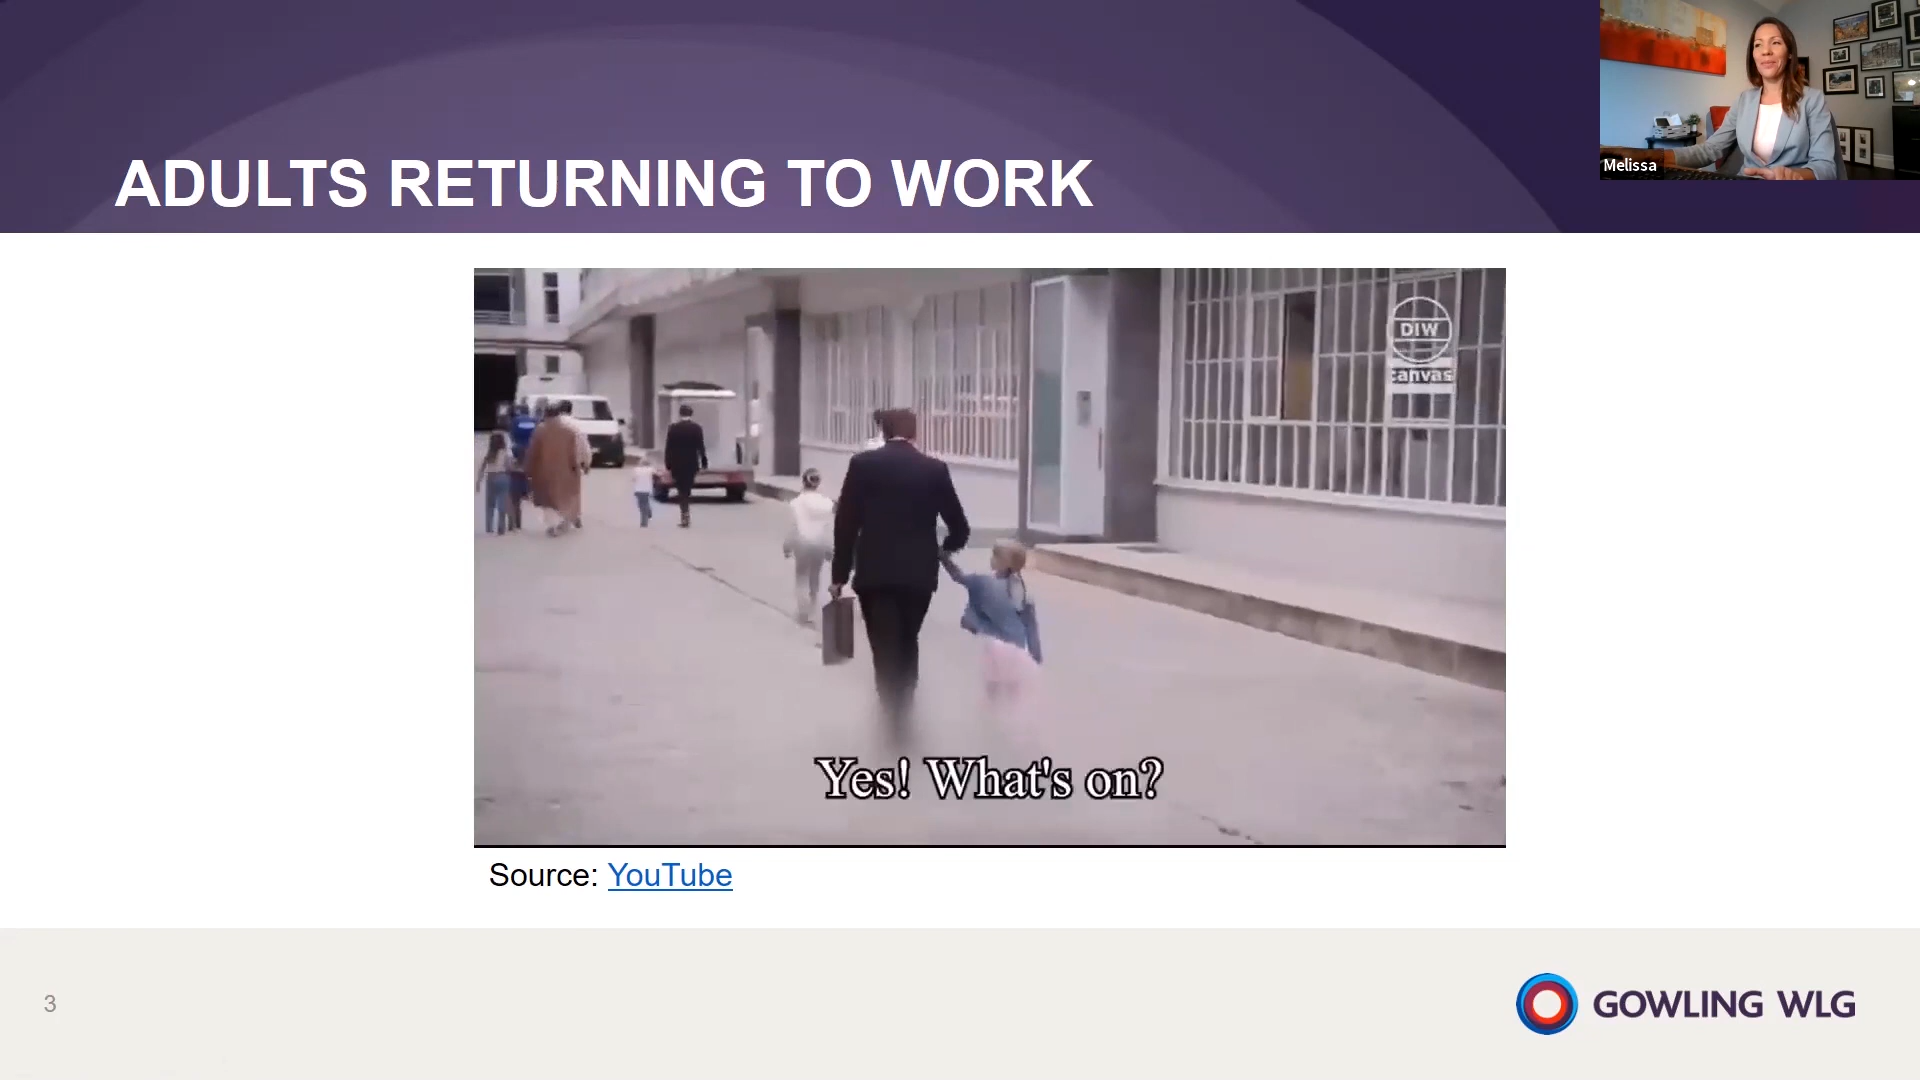 Melissa
ADULTS RETURNING TO WORK
DIW
canvas
Yes! What's on?
Source: YouTube
3
GOWLING WLG